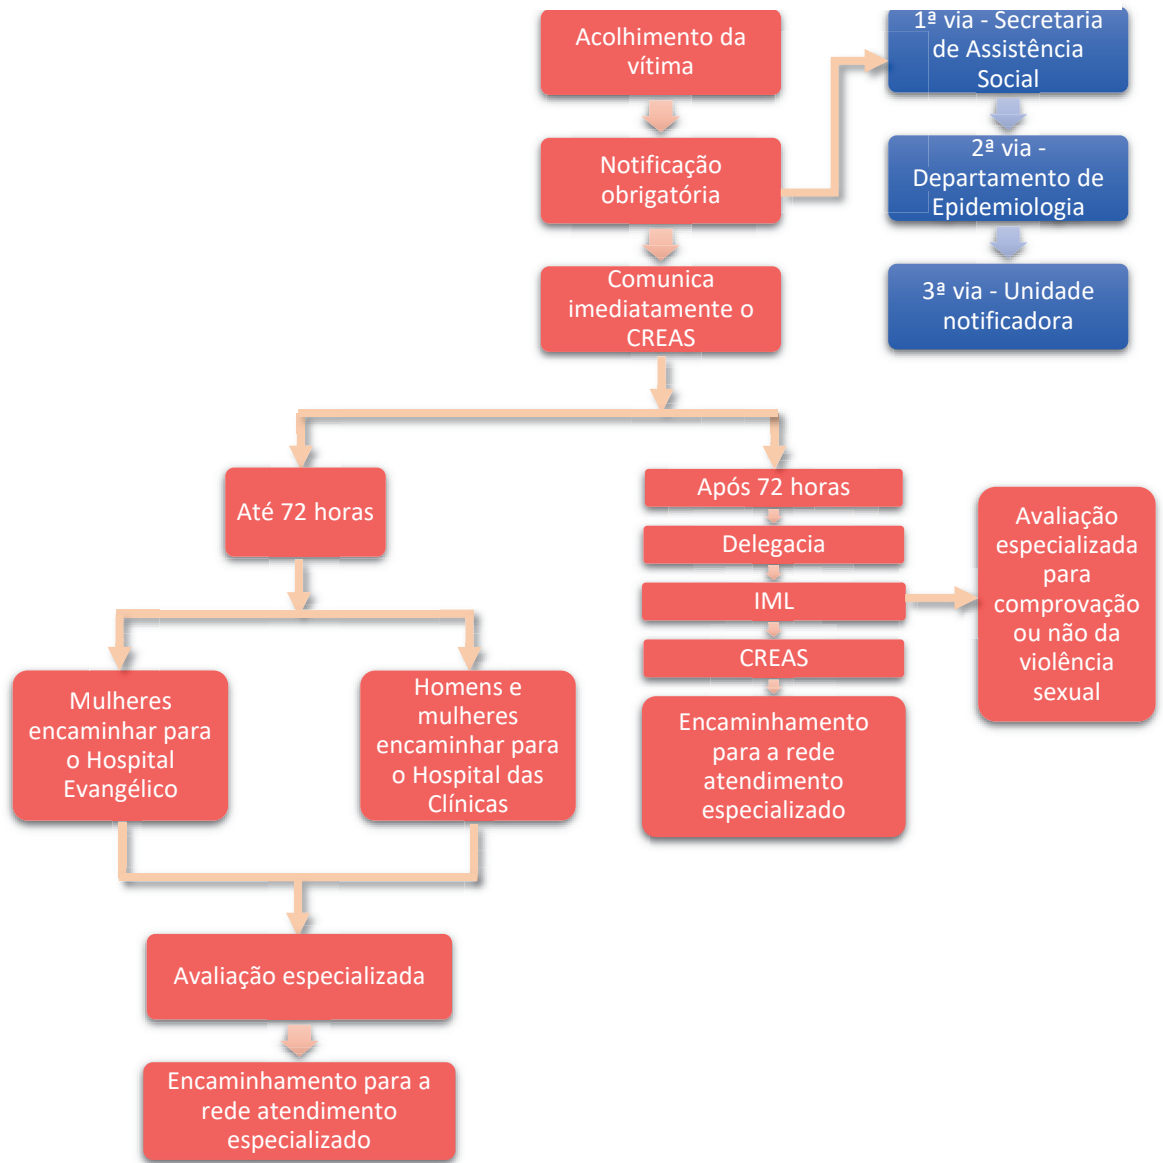 Acolhimento da
vítima
1ª via - Secretaria
de Assistência
Social
Notificação
obrigatória
2ª via -
Departamento de
Epidemiologia
Comunica
imediatamente o
CREAS
3ª via - Unidade
notificadora
Até 72 horas
Após 72 horas
Delegacia
IML
CREAS
Encaminhamento
para a rede
atendimento
especializado
Avaliação
especializada
para
comprovação
ou não da
violência
sexual
Mulheres
encaminhar para
o Hospital
Evangélico
Homens e
mulheres
encaminhar para
o Hospital das
Clínicas
Avaliação especializada
Encaminhamento para a
rede atendimento
especializado